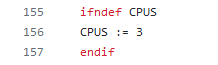 155 ifndef CPUS
156 CPUS := 3
157 endif